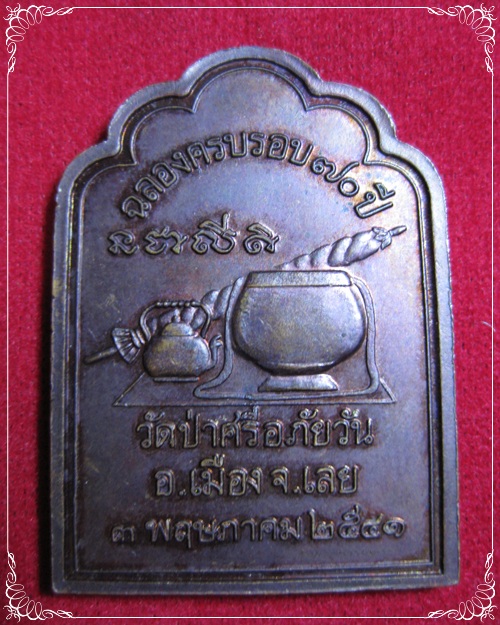 ฉลองครบรอบ ๗๐ ปี
วัดป่าศรีอภัยวัน
อ.เมือง จ.เลย
๓ พฤษภาคม ๒๕๔๑